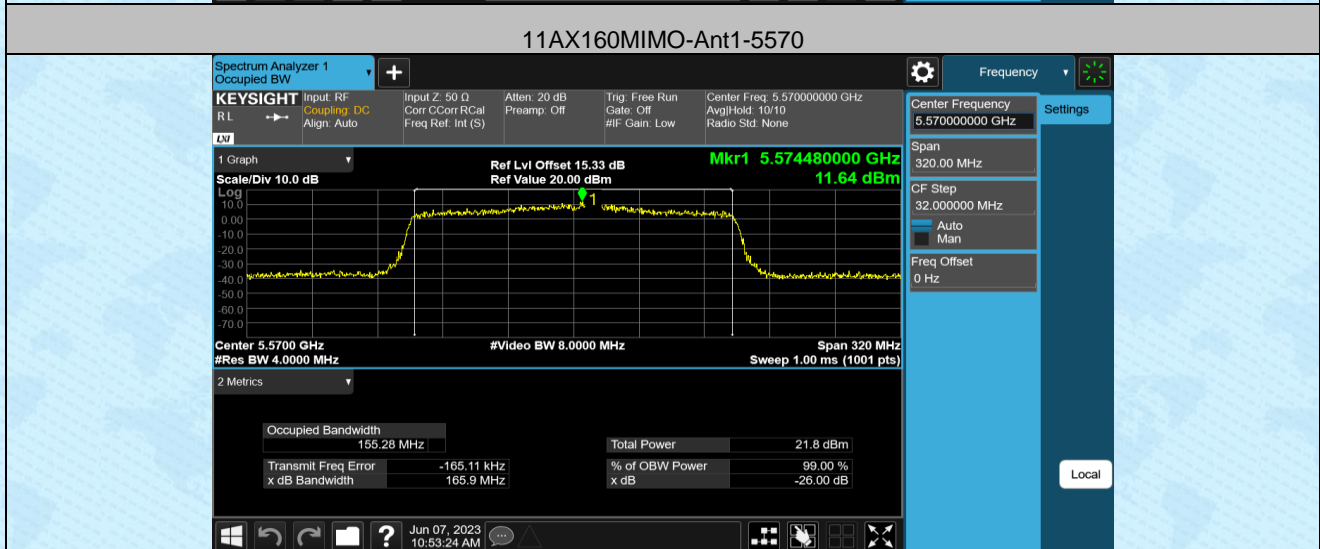 11AX160MIMO-Ant1-5570
Spectrum Analyzer 1
Occupied BW
+
Frequency
KEYSIGHT
R L
LXI
Input: RF
Coupling: DC
Align: Auto
Input Z: 50 Ω
Corr CCorr RCal
Freq Ref: Int (S)
Atten: 20 dB
Preamp: Off
Trig: Free Run
Gate: Off
#IF Gain: Low
Center Freq: 5.570000000 GHz
Avg|Hold: 10/10
Radio Std: None
Center Frequency
5.570000000 GHz
Settings
Span
320.00 MHz
CF Step
32.000000 MHz
Auto
Man
Freq Offset
0 Hz
1 Graph
Scale/Div 10.0 dB
Ref Lvl Offset 15.33 dB
Ref Value 20.00 dBm
Mkr1 5.574480000 GHz
11.64 dBm
Log
10.0
0.00
-10.0
-20.0
-30.0
-40.0
-50.0
-60.0
-70.0
1
Center 5.5700 GHz
#Res BW 4.0000 MHz
#Video BW 8.0000 MHz
Span 320 MHz
Sweep 1.00 ms (1001 pts)
2 Metrics
Occupied Bandwidth
155.28 MHz
Transmit Freq Error -165.11 kHz
x dB Bandwidth 165.9 MHz
Total Power 21.8 dBm
% of OBW Power 99.00 %
x dB -26.00 dB
Local
?
Jun 07, 2023
10:53:24 AM